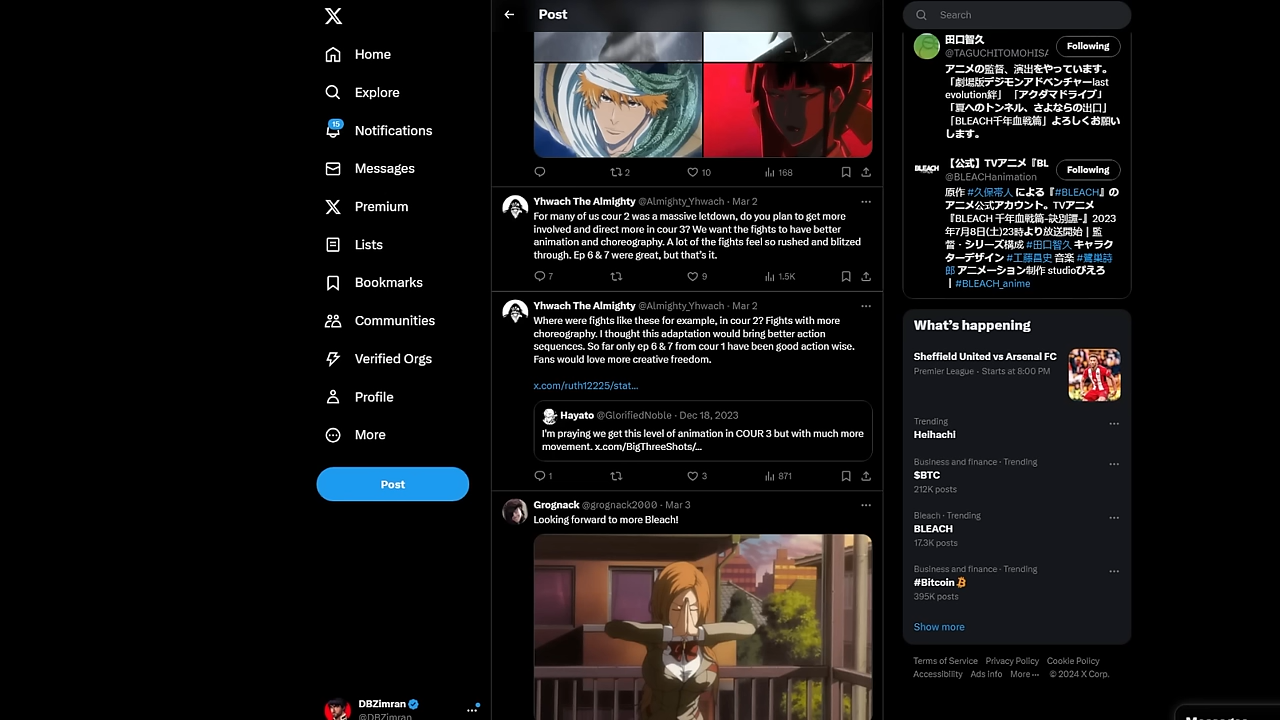 Home
Explore
15
Notifications
Messages
Premium
Lists
Bookmarks
Communities
Verified Orgs
Profile
More
Post
DBZimran
@DBZimran
Post
2
10
168
Yhwach The Almighty @Almighty_Yhwach · Mar 2
For many of us cour 2 was a massive letdown, do you plan to get more
involved and direct more in cour 3? We want the fights to have better
animation and choreography. A lot of the fights feel so rushed and blitzed
through. Ep 6 & 7 were great, but that's it.
7
9
1.5K
Yhwach The Almighty @Almighty_Yhwach · Mar 2
Where were fights like these for example, in cour 2? Fights with more
choreography. I thought this adaptation would bring better action
sequences. So far only ep 6 & 7 from cour 1 have been good action wise.
Fans would love more creative freedom.
x.com/ruth12225/stat...
Hayato @GlorifiedNoble · Dec 18, 2023
I'm praying we get this level of animation in COUR 3 but with much more
movement. x.com/BigThreeShots/...
1
3
871
Grognack @grognack2000 · Mar 3
Looking forward to more Bleach!
Search
田口智久
@TAGUCHITOMOHISA
Following
アニメの監督、演出をやっています。
「劇場版デジモンアドベンチャーlast
evolution絆」「アクダマドライブ」
「夏へのトンネル、さよならの出口」
「BLEACH千年血戦篇」よろしくお願い
します。
BLEACH
【公式】TVアニメ『BL
@BLEACHanimation
Following
原作 #久保帯人 による『#BLEACH』の
アニメ公式アカウント。TVアニメ
『BLEACH 千年血戦篇-訣別譚-』2023
年7月8日(土)23時より放送開始｜監
督・シリーズ構成 #田口智久 キャラク
ターデザイン #工藤昌史 音楽 #鷺巣詩
郎 アニメーション制作 studioぴえろ
｜#BLEACH_anime
What's happening
Sheffield United vs Arsenal FC
Premier League · Starts at 8:00 PM
Trending
Heihachi
Business and finance · Trending
$BTC
212K posts
Bleach · Trending
BLEACH
17.3K posts
Business and finance · Trending
#Bitcoin
395K posts
Show more
Terms of Service Privacy Policy Cookie Policy
Accessibility Ads info More ··· © 2024 X Corp.
Messages